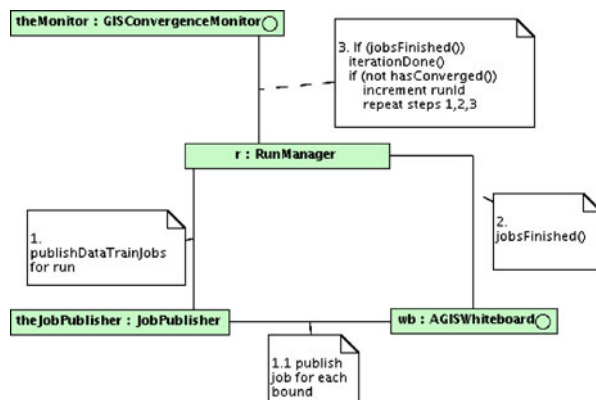 theMonitor : GISConvergenceMonitor
3. If (jobsFinished())
iterationDone()
if (not hasConverged())
increment runId
repeat steps 1,2,3
r : RunManager
1.
publishDataTrainJobs
for run
2.
jobsFinished()
theJobPublisher : JobPublisher
wb : AGISWhiteboard
1.1 publish
job for each
bound